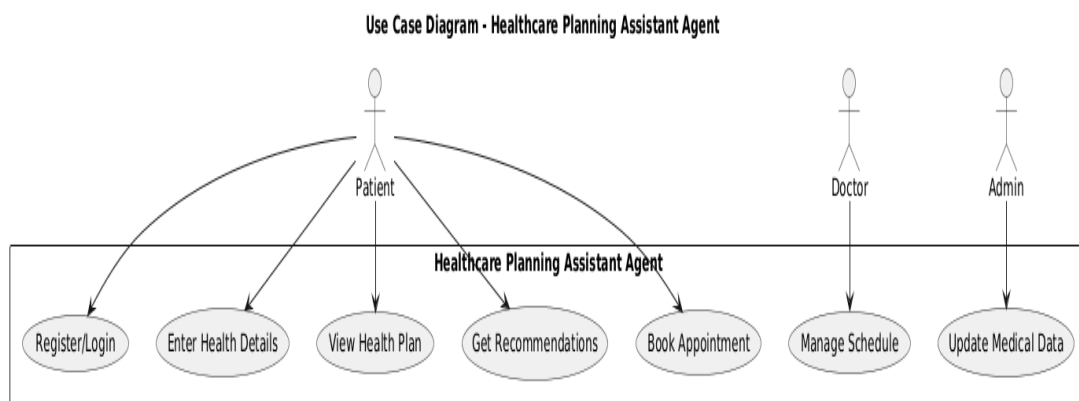 Use Case Diagram - Healthcare Planning Assistant Agent
Patient
Doctor
Admin
Healthcare Planning Assistant Agent
Register/Login
Enter Health Details
View Health Plan
Get Recommendations
Book Appointment
Manage Schedule
Update Medical Data